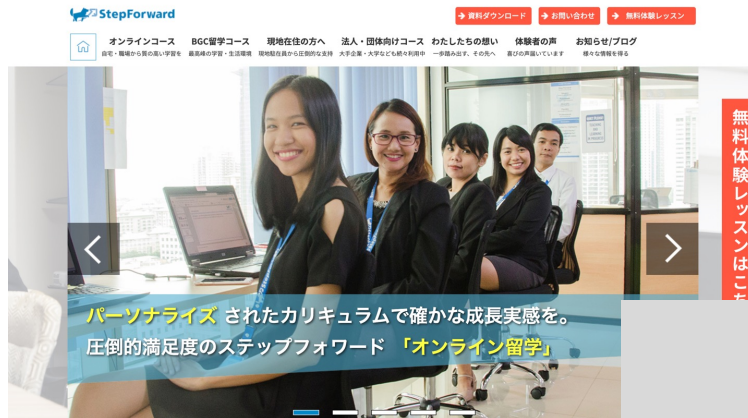 StepForward
資料ダウンロード
お問い合わせ
無料体験レッスン
オンラインコース
自宅・職場から質の高い学習を
BGC留学コース
最高峰の学習・生活環境
現地在住の方へ
現地駐在員から圧倒的な支持
法人・団体向けコース
大手企業・大学なども続々利用中
わたしたちの想い
一歩踏み出す、その先へ
体験者の声
喜びの声届いています
お知らせ/ブログ
様々な情報を得る
無料体験レッスンはこち
パーソナライズ されたカリキュラムで確かな成長実感を。
圧倒的満足度のステップフォワード 「オンライン留学」